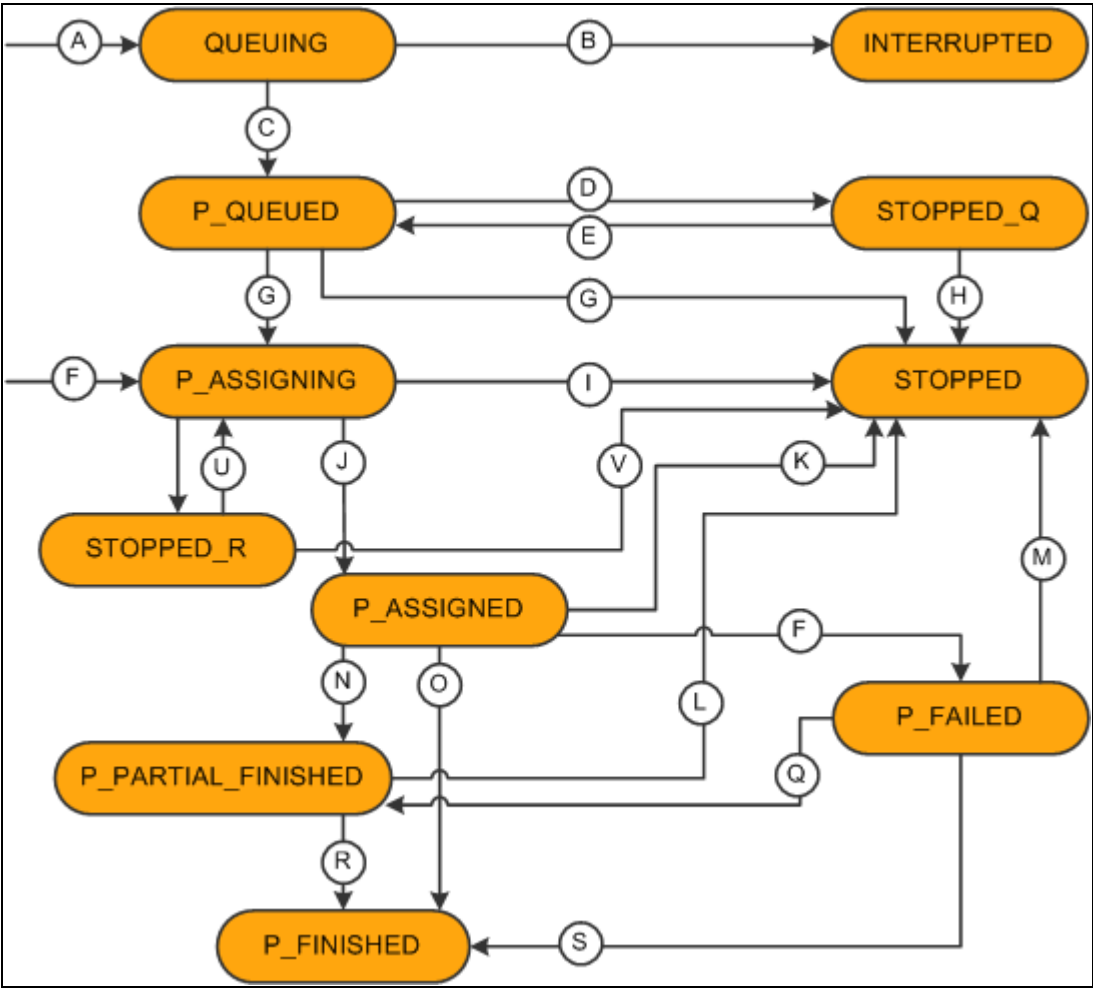 A
QUEUING
B
INTERRUPTED
C
P_QUEUED
D
E
STOPPED_Q
G
G
H
F
P_ASSIGNING
I
STOPPED
U
J
V
K
STOPPED_R
M
P_ASSIGNED
F
N
O
L
P_FAILED
P_PARTIAL_FINISHED
Q
R
P_FINISHED
S